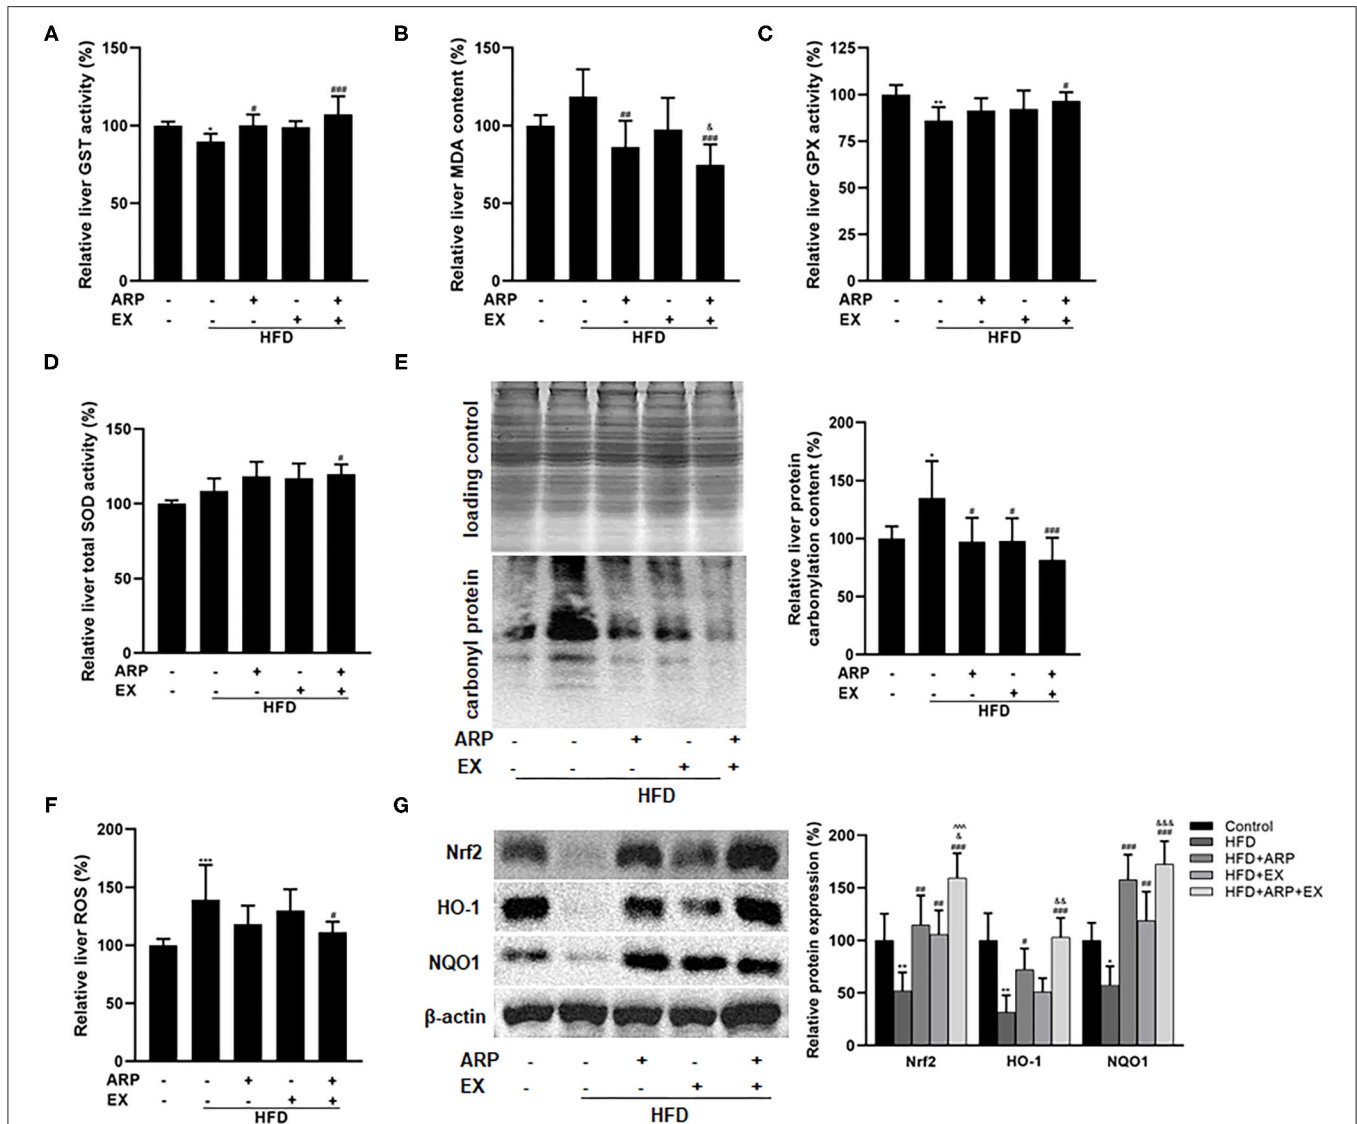 A
Relative liver GST activity (%)
150
100
50
0
* # ###
ARP - - + - +
EX - - - + +
HFD
B
Relative liver MDA content (%)
150
100
50
0
## & ###
ARP - - + - +
EX - - - + +
HFD
C
Relative liver GPX activity (%)
125
100
75
50
25
0
** #
ARP - - + - +
EX - - - + +
HFD
D
Relative liver total SOD activity (%)
150
100
50
0
#
ARP - - + - +
EX - - - + +
HFD
E
loading control
carbonyl protein
ARP - - + - +
EX - - - + +
HFD
Relative liver protein
carbonylation content (%)
200
150
100
50
0
* # # ###
ARP - - + - +
EX - - - + +
HFD
F
Relative liver ROS (%)
200
150
100
50
0
*** #
ARP - - + - +
EX - - - + +
HFD
G
Nrf2
HO-1
NQO1
β-actin
ARP - - + - +
EX - - - + +
HFD
Relative protein expression (%)
200
150
100
50
0
** ## ## ^^^ & ###
** # && ###
* ### ## &&& ###
Nrf2 HO-1 NQO1
Control
HFD
HFD+ARP
HFD+EX
HFD+ARP+EX